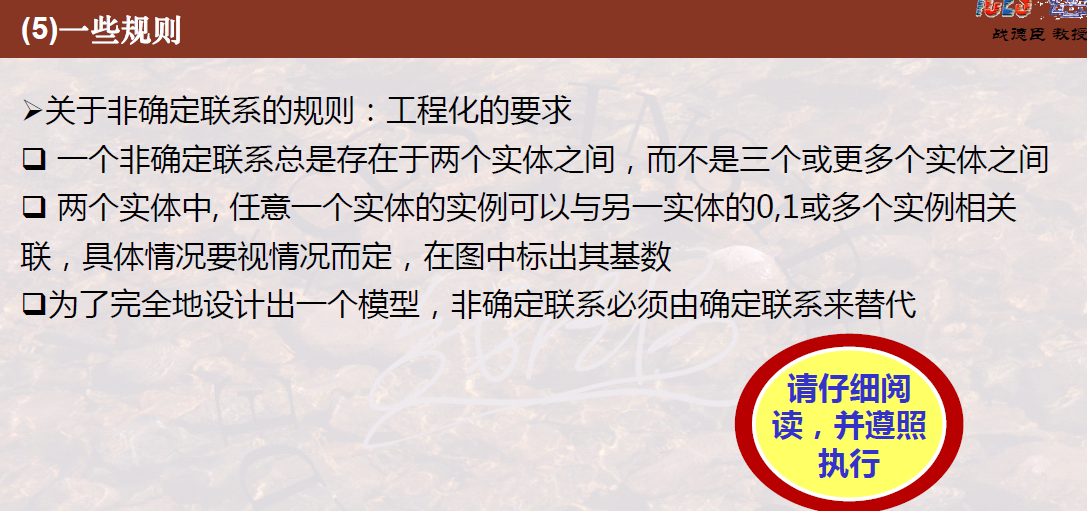 (5)一些规则
战德臣 教授
➢关于非确定联系的规则：工程化的要求
❑ 一个非确定联系总是存在于两个实体之间，而不是三个或更多个实体之间
❑ 两个实体中, 任意一个实体的实例可以与另一实体的0,1或多个实例相关
联，具体情况要视情况而定，在图中标出其基数
❑为了完全地设计出一个模型，非确定联系必须由确定联系来替代
请仔细阅
读，并遵照
执行